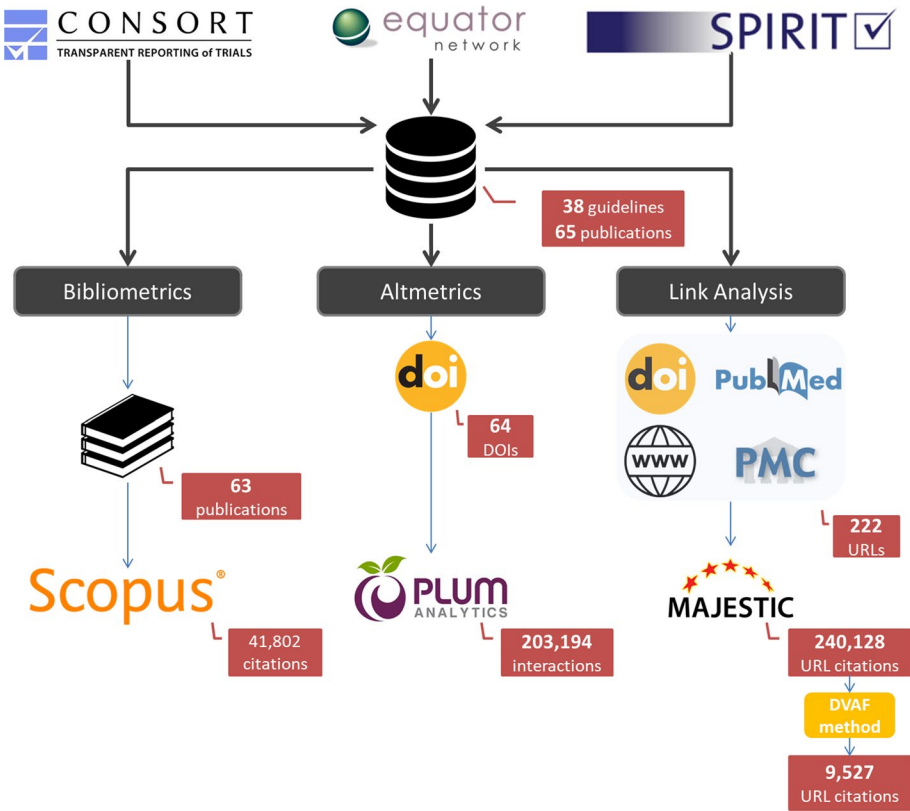 CONSORT
TRANSPARENT REPORTING of TRIALS
equator
network
SPIRIT
38 guidelines
65 publications
Bibliometrics
Altmetrics
Link Analysis
doi
64
DOIs
doi
PubMed
www
PMC
63
publications
222
URLs
Scopus®
PLUM
ANALYTICS
MAJESTIC
41,802
citations
203,194
interactions
240,128
URL citations
DVAF
method
9,527
URL citations